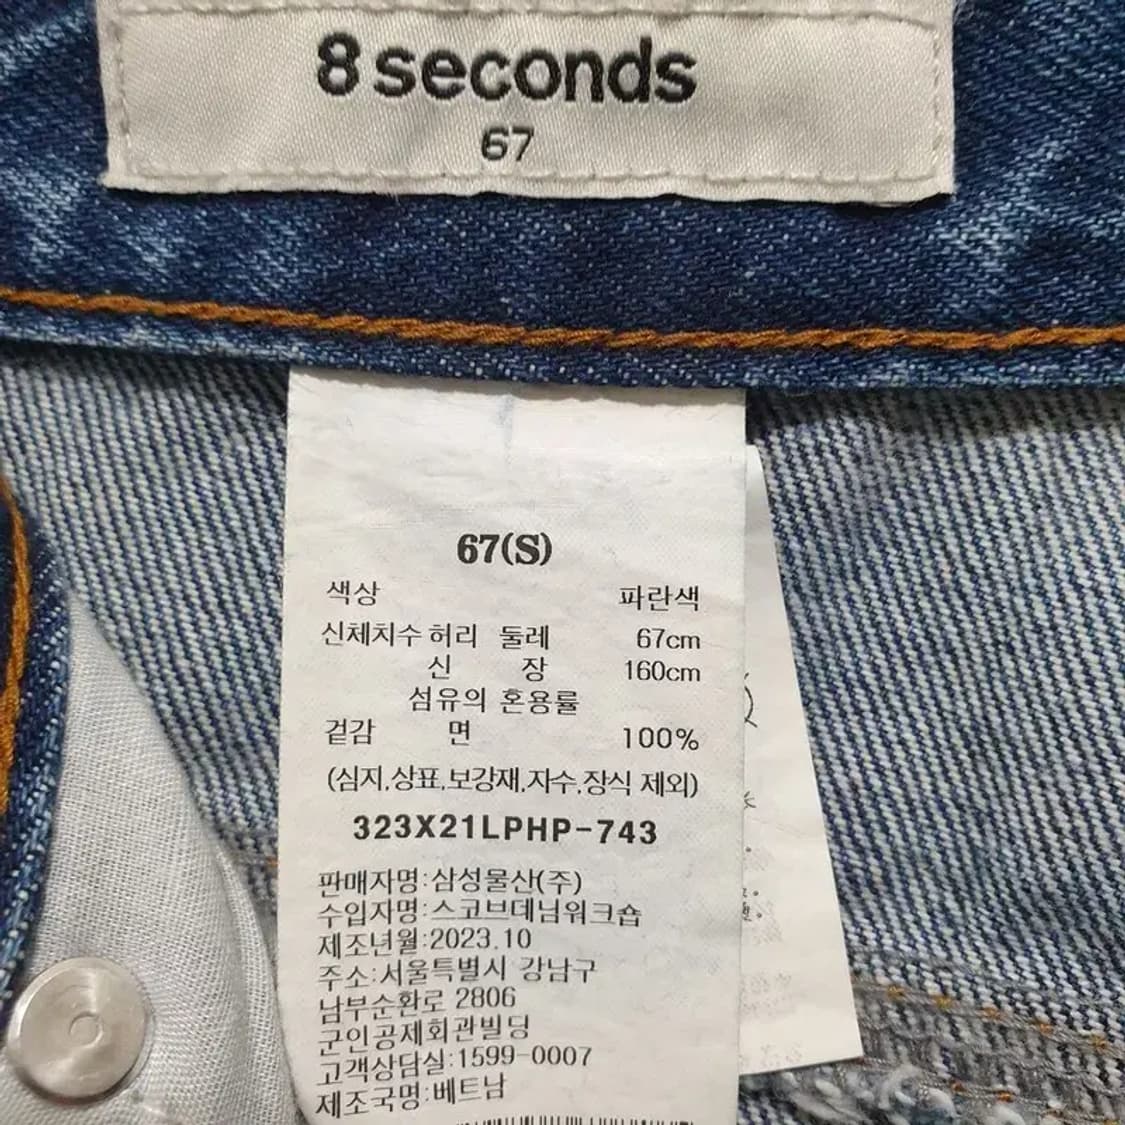 8 seconds
67
67(S)
색상 파란색
신체치수 허리 둘레 67cm
신 장 160cm
섬유의 혼용률
겉감 면 100%
(심지,상표,보강재,자수,장식 제외)
323X21LPHP-743
판매자명:삼성물산(주)
수입자명:스코브데님워크숍
제조년월:2023.10
주소:서울특별시 강남구
남부순환로 2806
군인공제회관빌딩
고객상담실:1599-0007
제조국명:베트남